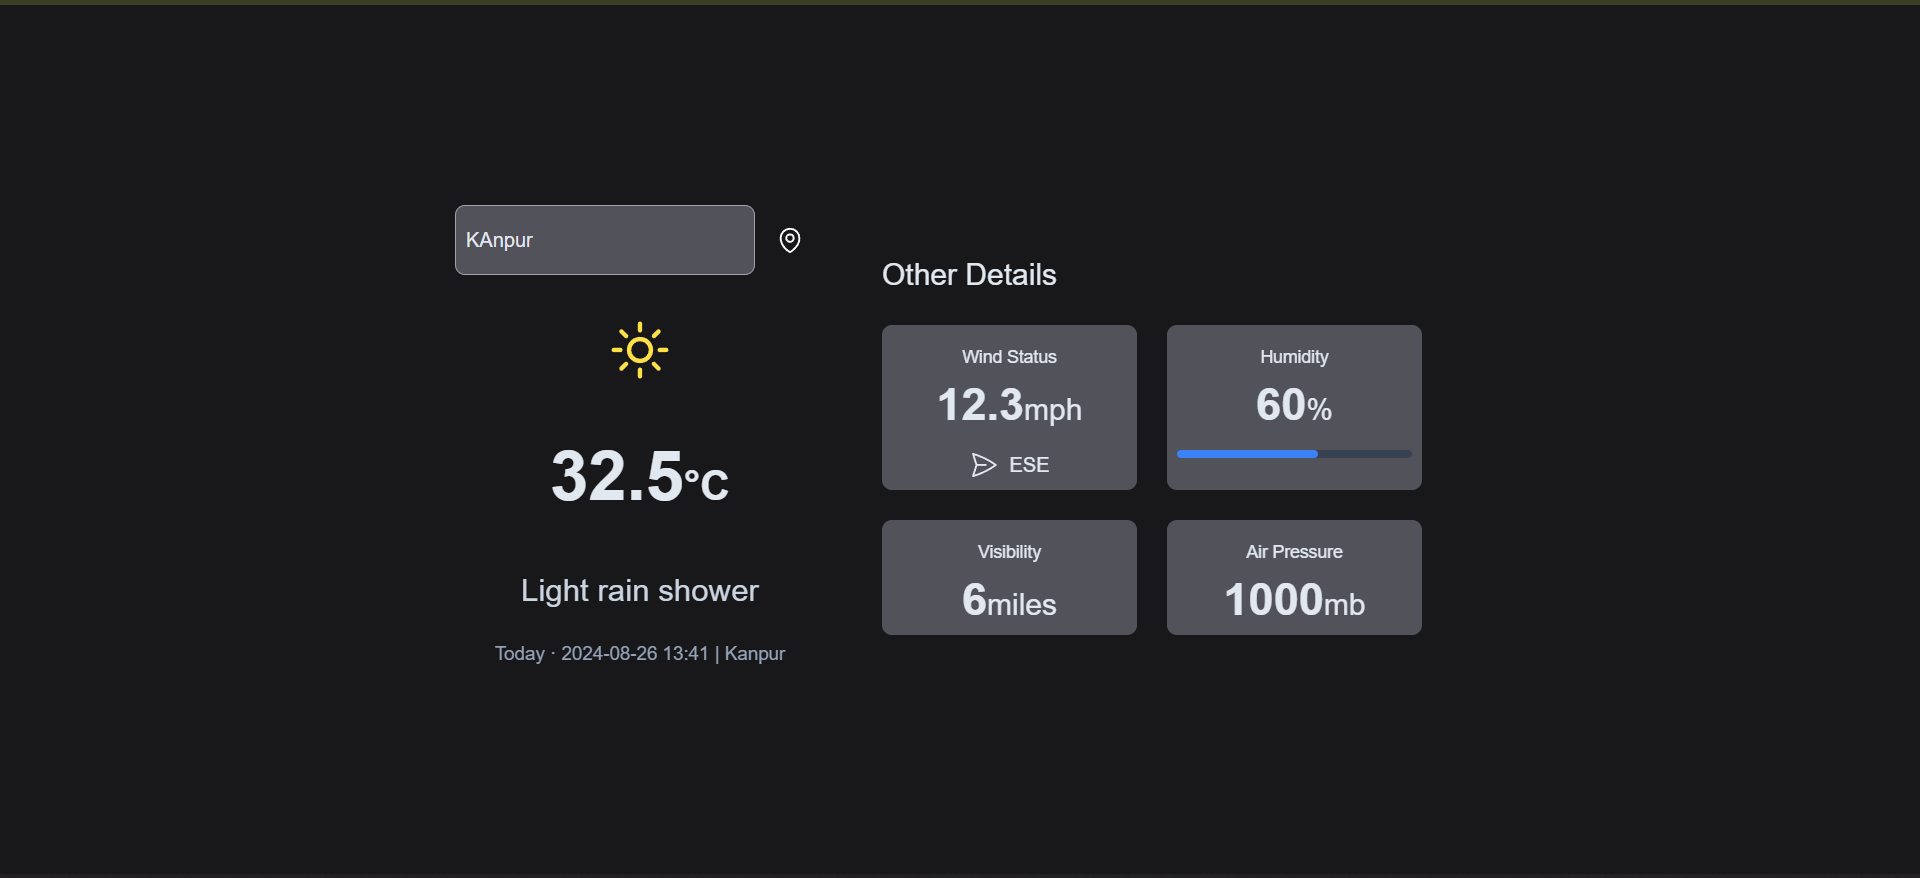 KAnpur
32.5°C
Light rain shower
Today · 2024-08-26 13:41 | Kanpur
Other Details
Wind Status
12.3mph
ESE
Humidity
60%
Visibility
6miles
Air Pressure
1000mb